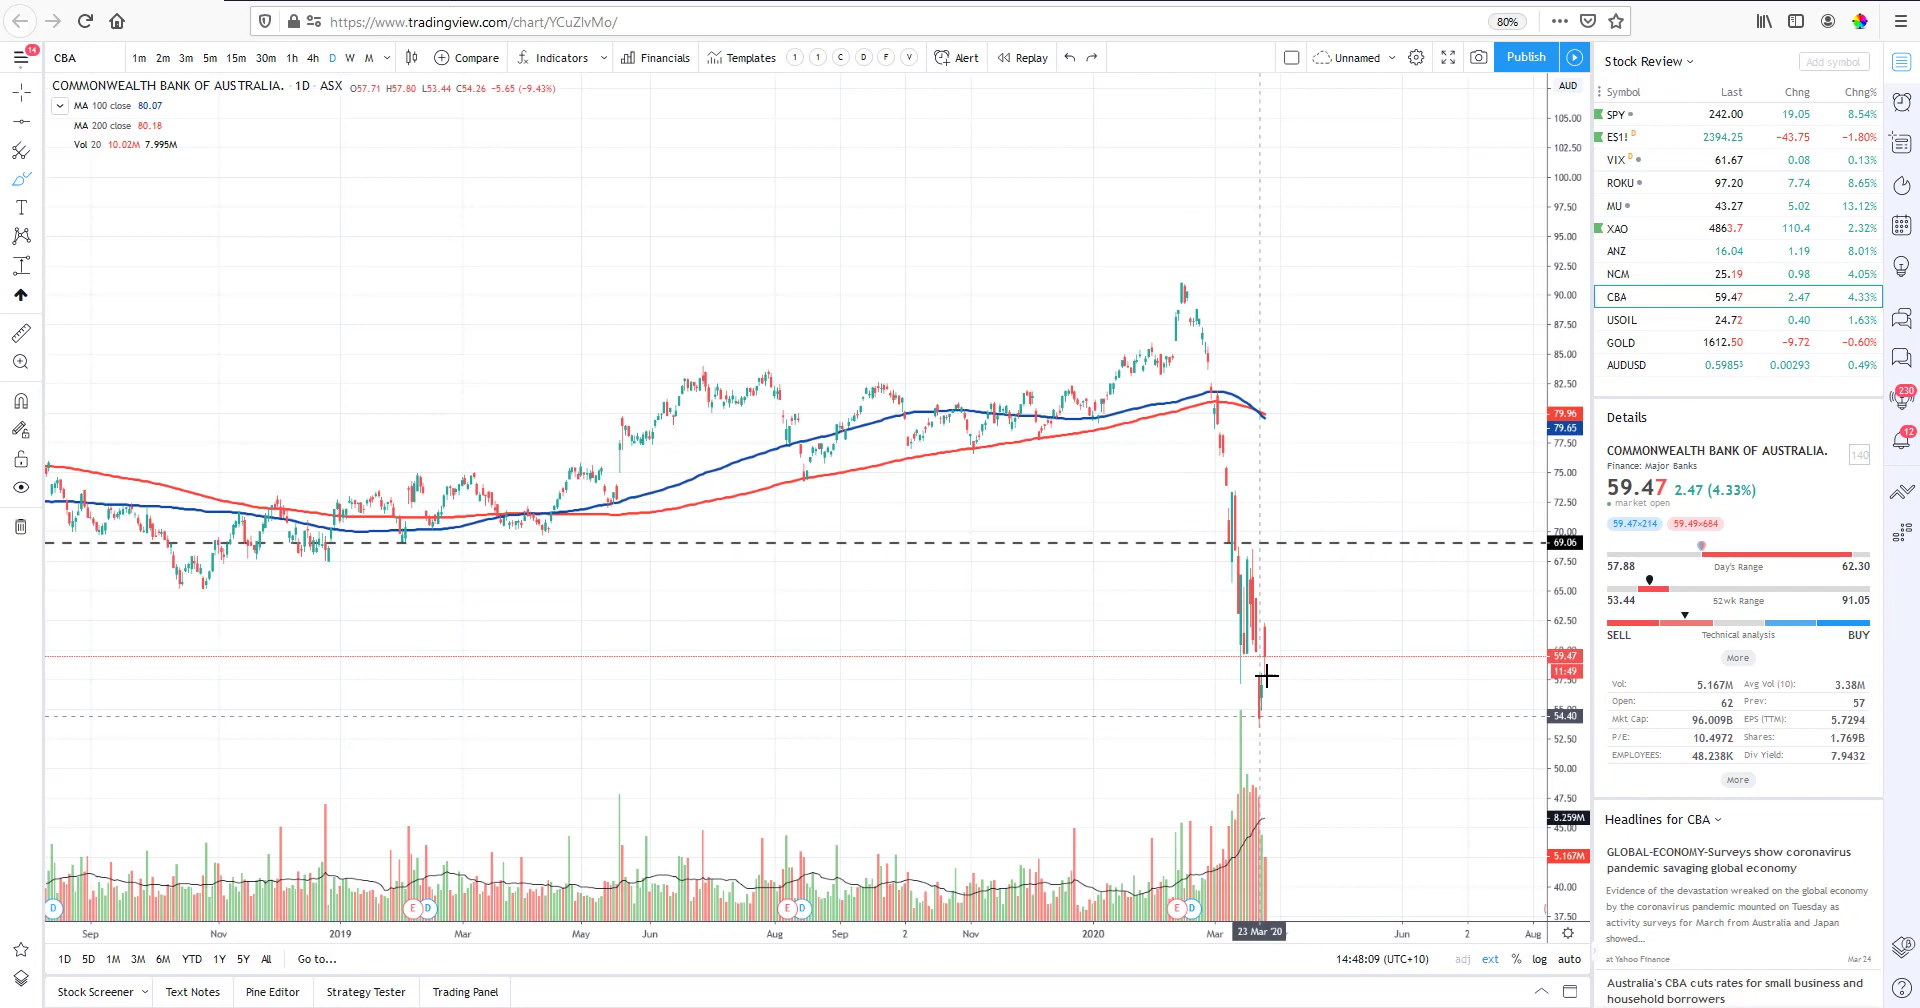 https://www.tradingview.com/chart/YCuZlvMo/
80%
14
CBA
1m 2m 3m 5m 15m 30m 1h 4h D W M
Compare
Indicators
Financials
Templates
1 1 C D F V
Alert
Replay
Unnamed
Publish
COMMONWEALTH BANK OF AUSTRALIA. · 1D · ASX O57.71 H57.80 L53.44 C54.26 -5.65 (-9.43%)
MA 100 close 80.07
MA 200 close 80.18
Vol 20 10.02M 7.995M
AUD
105.00
102.50
100.00
97.50
95.00
92.50
90.00
87.50
85.00
82.50
79.96
79.65
77.50
75.00
72.50
70.00
69.06
67.50
65.00
62.50
59.47
11:49
57.50
54.40
52.50
50.00
47.50
8.259M
45.00
5.167M
40.00
37.50
D E D E D E D
Sep Nov 2019 Mar May Jun Aug Sep 2 Nov 2020 Mar 23 Mar '20 Jun 2 Aug
1D 5D 1M 3M 6M YTD 1Y 5Y All Go to...
14:48:09 (UTC+10) adj ext % log auto
Stock Screener Text Notes Pine Editor Strategy Tester Trading Panel
Stock Review
Add symbol
Symbol Last Chng Chng%
SPY 242.00 19.05 8.54%
ES1! D 2394.25 −43.75 −1.80%
VIX D 61.67 0.08 0.13%
ROKU 97.20 7.74 8.65%
MU 43.27 5.02 13.12%
XAO 4863.7 110.4 2.32%
ANZ 16.04 1.19 8.01%
NCM 25.19 0.98 4.05%
CBA 59.47 2.47 4.33%
USOIL 24.72 0.40 1.63%
GOLD 1612.50 −9.72 −0.60%
AUDUSD 0.59853 0.00293 0.49%
Details
COMMONWEALTH BANK OF AUSTRALIA. 140
Finance: Major Banks
59.47 2.47 (4.33%)
market open
59.47×214 59.49×684
57.88 Day's Range 62.30
53.44 52wk Range 91.05
SELL Technical analysis BUY
More
Vol: 5.167M Avg Vol (10): 3.38M
Open: 62 Prev: 57
Mkt Cap: 96.009B EPS (TTM): 5.7294
P/E: 10.4972 Shares: 1.769B
EMPLOYEES: 48.238K Div Yield: 7.9432
More
Headlines for CBA
GLOBAL-ECONOMY-Surveys show coronavirus
pandemic savaging global economy
Evidence of the devastation wreaked on the global economy
by the coronavirus pandemic mounted on Tuesday as
activity surveys for March from Australia and Japan
showed...
at Yahoo Finance Mar 24
Australia's CBA cuts rates for small business and
household borrowers
230
12